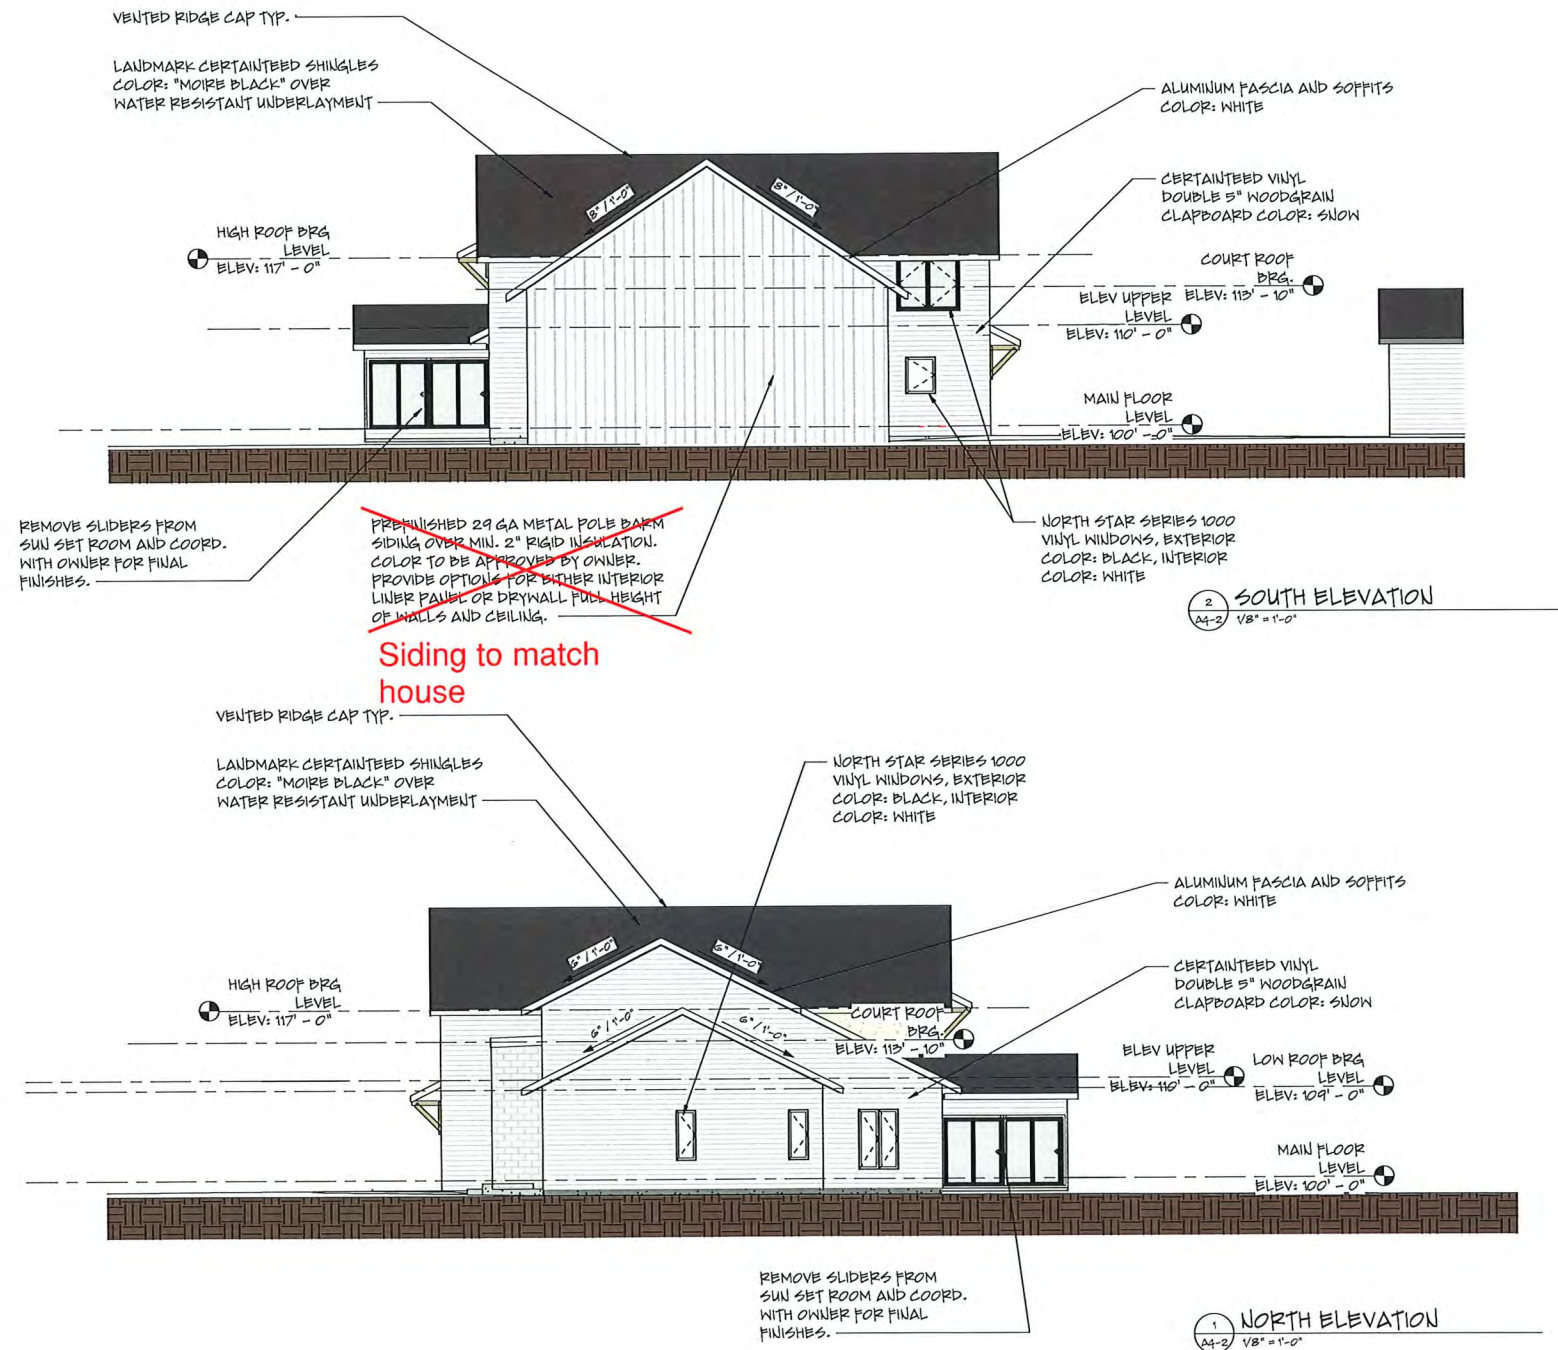 VENTED RIDGE CAP TYP.
LANDMARK CERTAINTEED SHINGLES
COLOR: "MOIRE BLACK" OVER
WATER RESISTANT UNDERLAYMENT
ALUMINUM FASCIA AND SOFFITS
COLOR: WHITE
CERTAINTEED VINYL
DOUBLE 5" WOODGRAIN
CLAPBOARD COLOR: SNOW
8" / 1'-0"
8" / 1'-0"
HIGH ROOF BRG
LEVEL
ELEV: 117' - 0"
COURT ROOF
BRG.
ELEV: 113' - 10"
ELEV UPPER
LEVEL
ELEV: 110' - 0"
MAIN FLOOR
LEVEL
ELEV: 100' - 0"
REMOVE SLIDERS FROM
SUN SET ROOM AND COORD.
WITH OWNER FOR FINAL
FINISHES.
PREFINISHED 29 GA METAL POLE BARM
SIDING OVER MIN. 2" RIGID INSULATION.
COLOR TO BE APPROVED BY OWNER.
PROVIDE OPTIONS FOR EITHER INTERIOR
LINER PANEL OR DRYWALL FULL HEIGHT
OF WALLS AND CEILING.
Siding to match
house
NORTH STAR SERIES 1000
VINYL WINDOWS, EXTERIOR
COLOR: BLACK, INTERIOR
COLOR: WHITE
2
A4-2
SOUTH ELEVATION
1/8" = 1'-0"
VENTED RIDGE CAP TYP.
LANDMARK CERTAINTEED SHINGLES
COLOR: "MOIRE BLACK" OVER
WATER RESISTANT UNDERLAYMENT
NORTH STAR SERIES 1000
VINYL WINDOWS, EXTERIOR
COLOR: BLACK, INTERIOR
COLOR: WHITE
ALUMINUM FASCIA AND SOFFITS
COLOR: WHITE
CERTAINTEED VINYL
DOUBLE 5" WOODGRAIN
CLAPBOARD COLOR: SNOW
6" / 1'-0"
6" / 1'-0"
6" / 1'-0"
6" / 1'-0"
HIGH ROOF BRG
LEVEL
ELEV: 117' - 0"
COURT ROOF
BRG.
ELEV: 113' - 10"
ELEV UPPER
LEVEL
ELEV: 110' - 0"
LOW ROOF BRG
LEVEL
ELEV: 109' - 0"
MAIN FLOOR
LEVEL
ELEV: 100' - 0"
REMOVE SLIDERS FROM
SUN SET ROOM AND COORD.
WITH OWNER FOR FINAL
FINISHES.
1
A4-2
NORTH ELEVATION
1/8" = 1'-0"